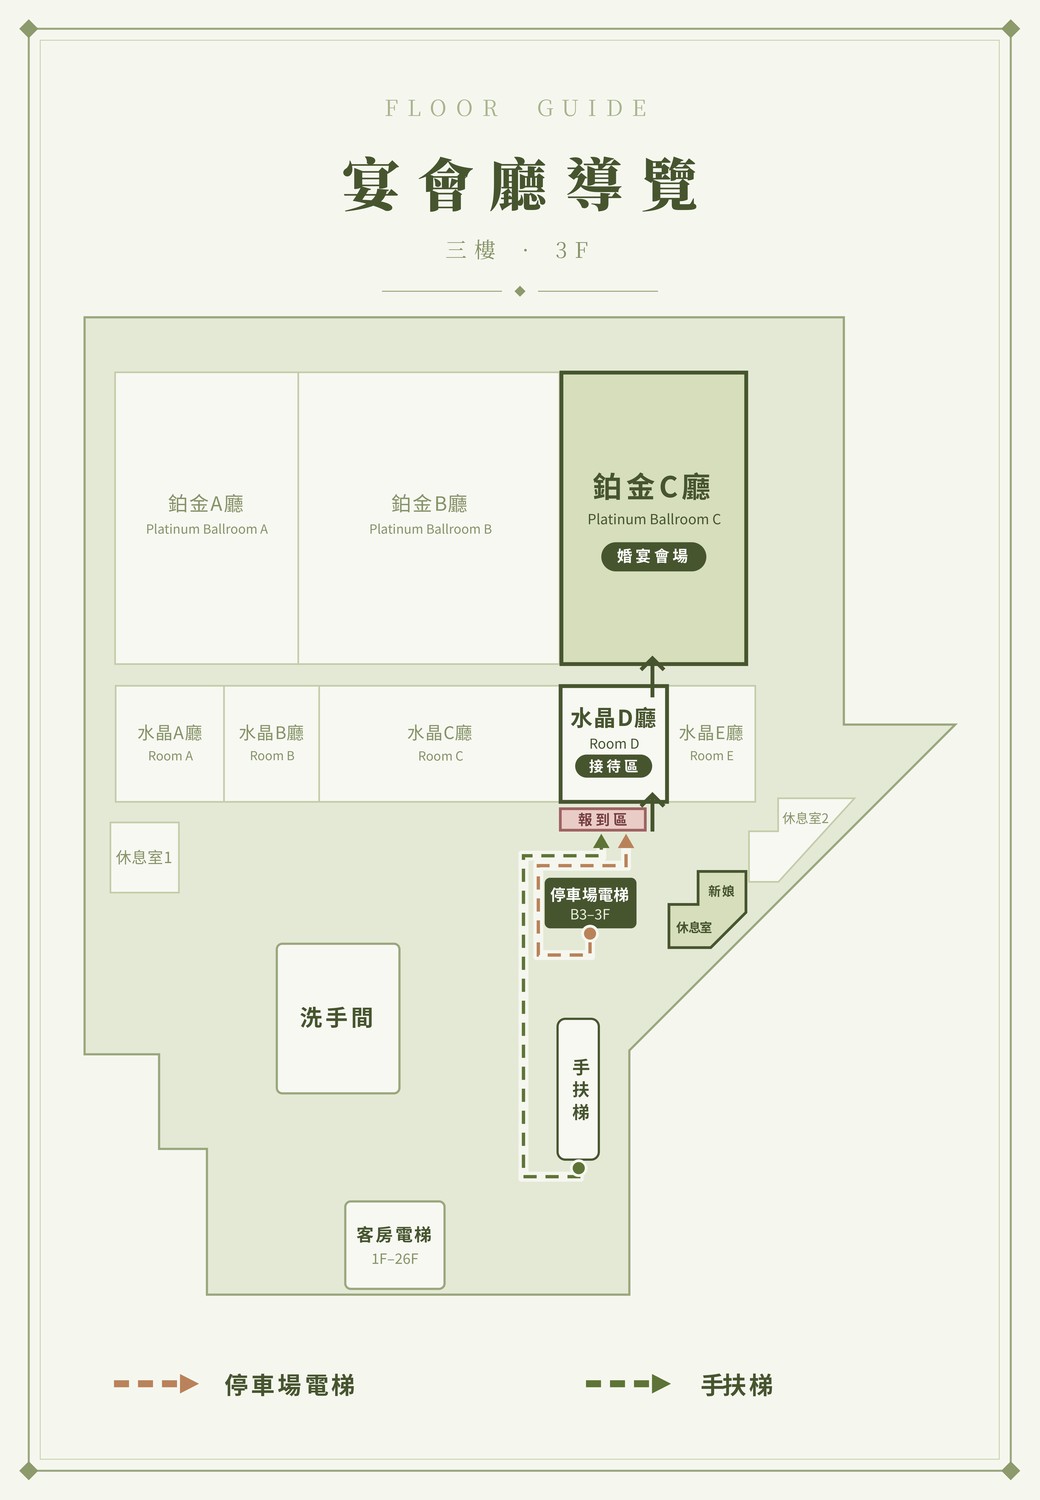 FLOOR GUIDE
宴會廳導覽
三樓 · 3F
鉑金A廳
Platinum Ballroom A
鉑金B廳
Platinum Ballroom B
鉑金C廳
Platinum Ballroom C
婚宴會場
水晶A廳
Room A
水晶B廳
Room B
水晶C廳
Room C
水晶D廳
Room D
接待區
水晶E廳
Room E
報到區
休息室1
休息室2
停車場電梯
B3–3F
新娘
休息室
洗手間
手扶梯
客房電梯
1F–26F
停車場電梯
手扶梯